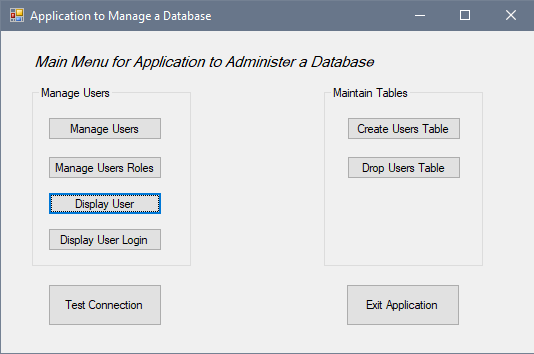 Application to Manage a Database
Main Menu for Application to Administer a Database
Manage Users
Manage Users
Manage Users Roles
Display User
Display User Login
Maintain Tables
Create Users Table
Drop Users Table
Test Connection
Exit Application